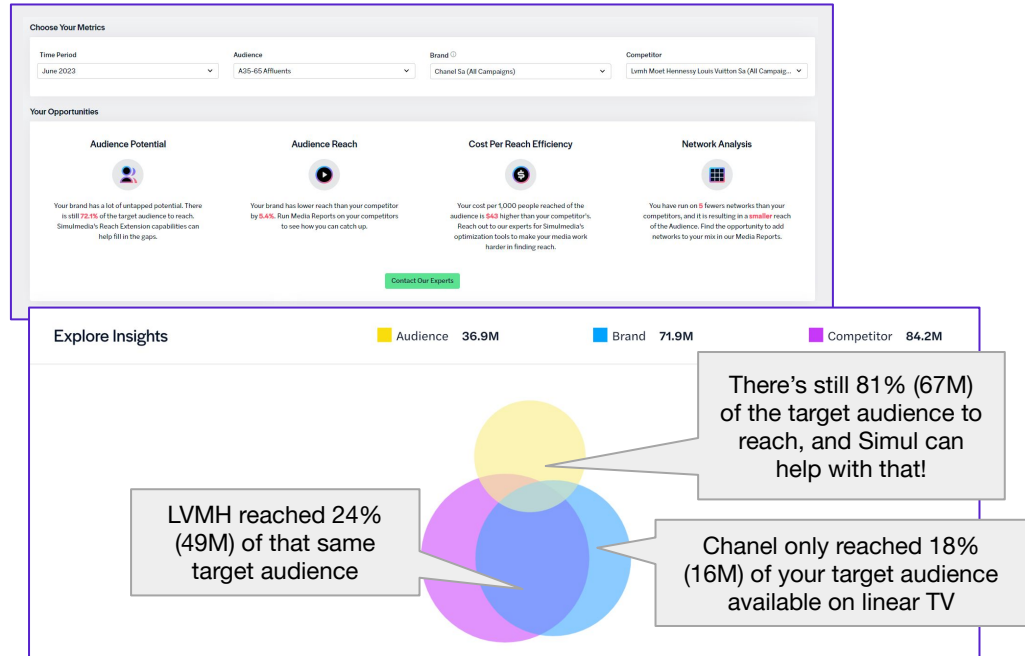 Choose Your Metrics
Time Period
Audience
Brand ⓘ
Competitor
June 2023
A35-65 Affluents
Chanel Sa (All Campaigns)
Lvmh Moet Hennessy Louis Vuitton Sa (All Campaig...
Your Opportunities
Audience Potential
Your brand has a lot of untapped potential. There
is still 72.1% of the target audience to reach.
Simulmedia's Reach Extension capabilities can
help fill in the gaps.
Audience Reach
Your brand has lower reach than your competitor
by 5.4%. Run Media Reports on your competitors
to see how you can catch up.
Cost Per Reach Efficiency
$
Your cost per 1,000 people reached of the
audience is $43 higher than your competitor's.
Reach out to our experts for Simulmedia's
optimization tools to make your media work
harder in finding reach.
Network Analysis
You have run on 5 fewers networks than your
competitors, and it is resulting in a smaller reach
of the Audience. Find the opportunity to add
networks to your mix in our Media Reports.
Contact Our Experts
Explore Insights
Audience 36.9M
Brand 71.9M
Competitor 84.2M
There's still 81% (67M)
of the target audience to
reach, and Simul can
help with that!
LVMH reached 24%
(49M) of that same
target audience
Chanel only reached 18%
(16M) of your target audience
available on linear TV